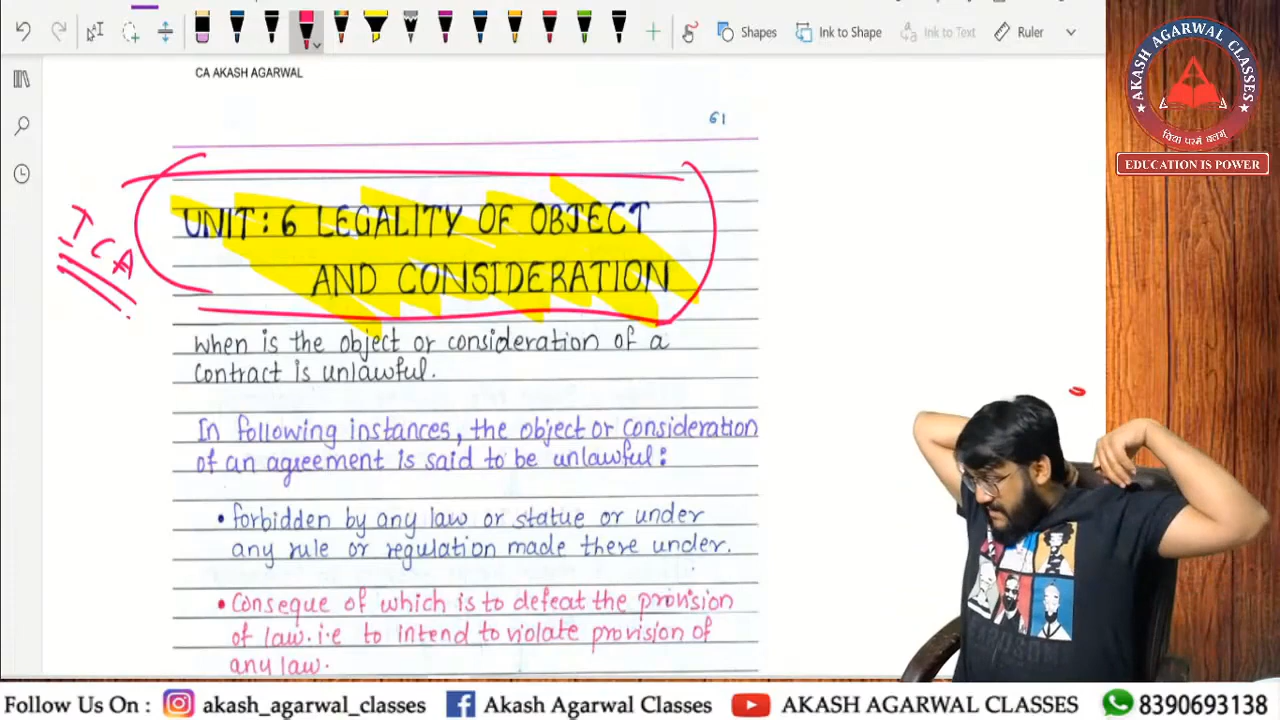 Shapes
Ink to Shape
Ink to Text
Ruler
CA AKASH AGARWAL
61
ICA
UNIT: 6 LEGALITY OF OBJECT
AND CONSIDERATION
when is the object or consideration of a
contract is unlawful.
In following instances, the object or consideration
of an agreement is said to be unlawful:
• forbidden by any law or statue or under
any rule or regulation made there under.
• Conseque of which is to defeat the provision
of law. i.e to intend to violate provision of
any law.
AKASH AGARWAL CLASSES
विद्या परमं बलम्
EDUCATION IS POWER
Follow Us On : akash_agarwal_classes Akash Agarwal Classes AKASH AGARWAL CLASSES 8390693138